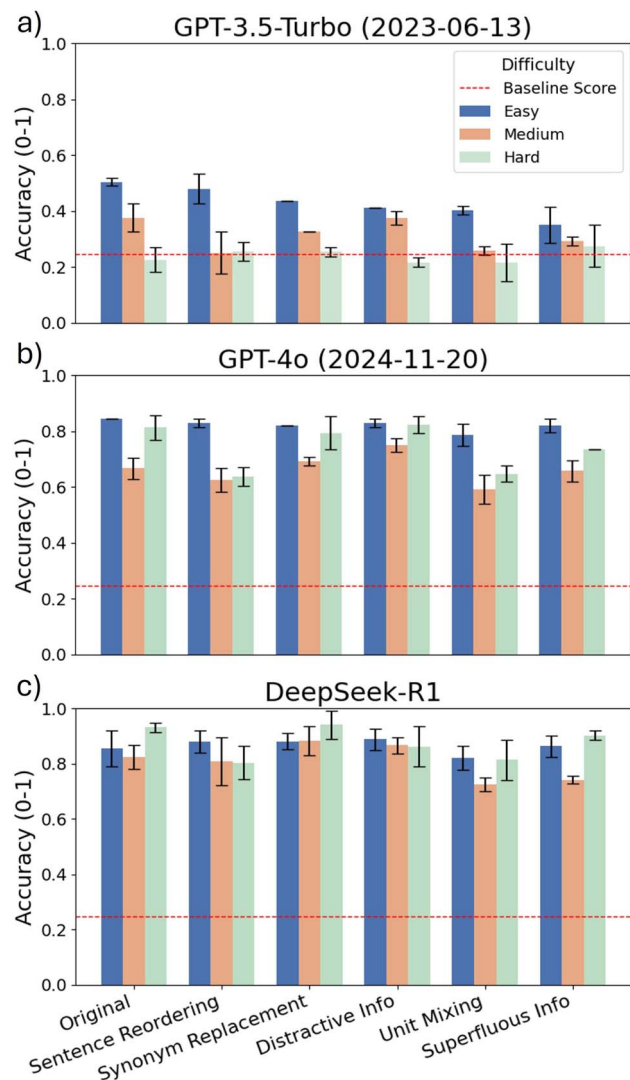 a)
GPT-3.5-Turbo (2023-06-13)
1.0
0.8
0.6
0.4
0.2
0.0
Accuracy (0-1)
Difficulty
Baseline Score
Easy
Medium
Hard
b)
GPT-4o (2024-11-20)
1.0
0.8
0.6
0.4
0.2
0.0
Accuracy (0-1)
c)
DeepSeek-R1
1.0
0.8
0.6
0.4
0.2
0.0
Accuracy (0-1)
Original
Sentence Reordering
Synonym Replacement
Distractive Info
Unit Mixing
Superfluous Info